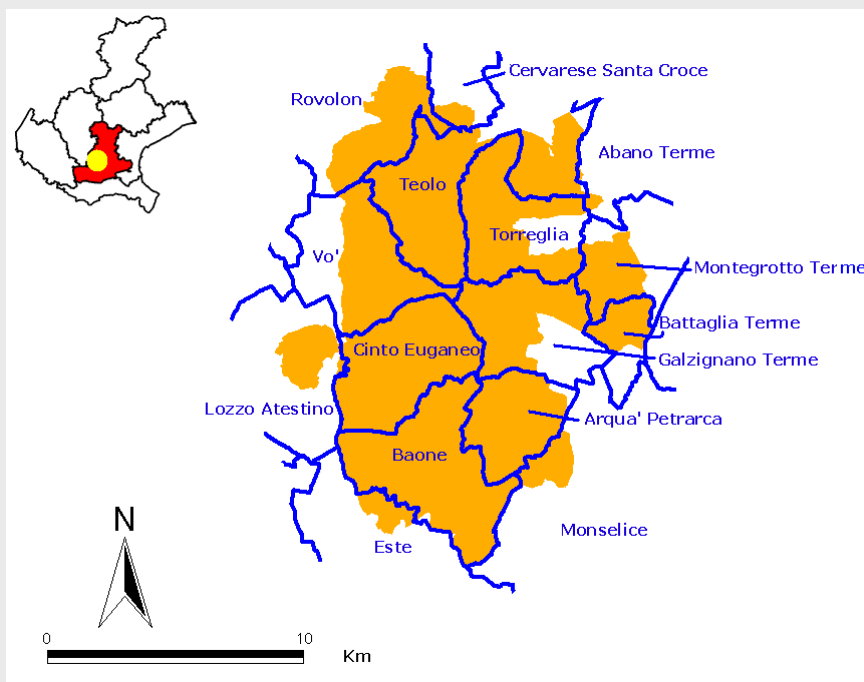 Cervarese Santa Croce
Rovolon
Abano Terme
Teolo
Torreglia
Vo'
Montegrotto Terme
Battaglia Terme
Cinto Euganeo
Galzignano Terme
Lozzo Atestino
Arqua' Petrarca
Baone
Monselice
Este
N
0
10
Km